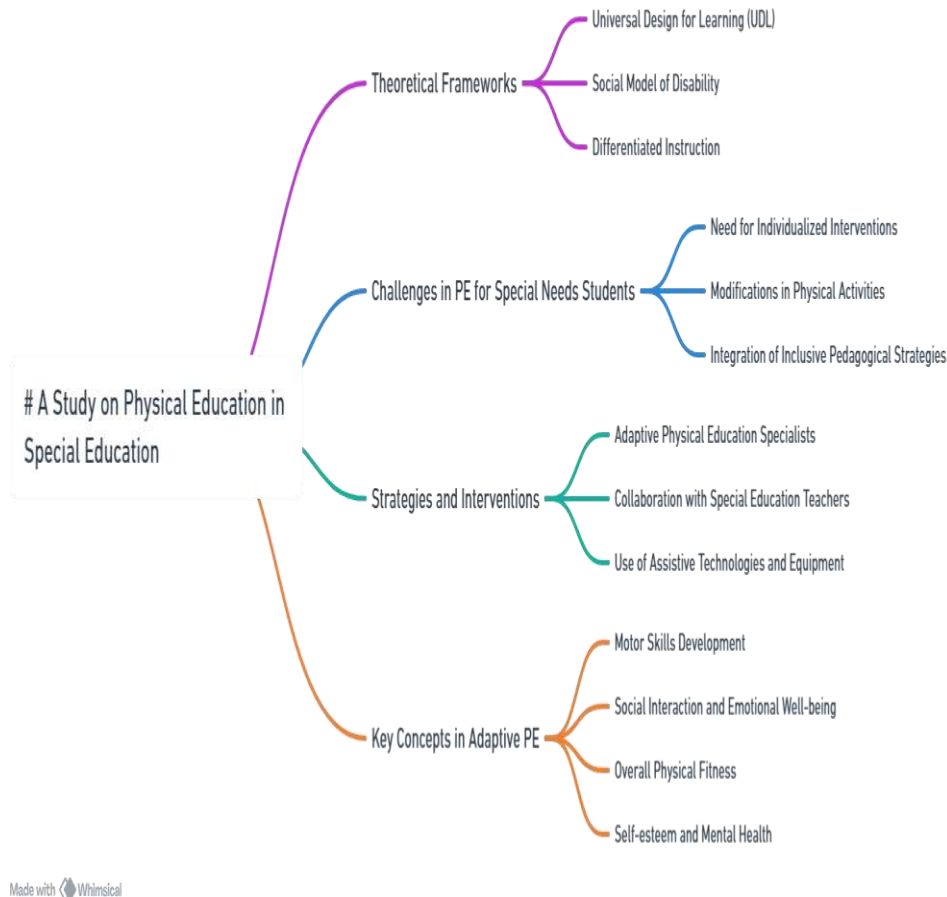 # A Study on Physical Education in
Special Education
Theoretical Frameworks
Universal Design for Learning (UDL)
Social Model of Disability
Differentiated Instruction
Challenges in PE for Special Needs Students
Need for Individualized Interventions
Modifications in Physical Activities
Integration of Inclusive Pedagogical Strategies
Strategies and Interventions
Adaptive Physical Education Specialists
Collaboration with Special Education Teachers
Use of Assistive Technologies and Equipment
Key Concepts in Adaptive PE
Motor Skills Development
Social Interaction and Emotional Well-being
Overall Physical Fitness
Self-esteem and Mental Health
Made with Whimsical